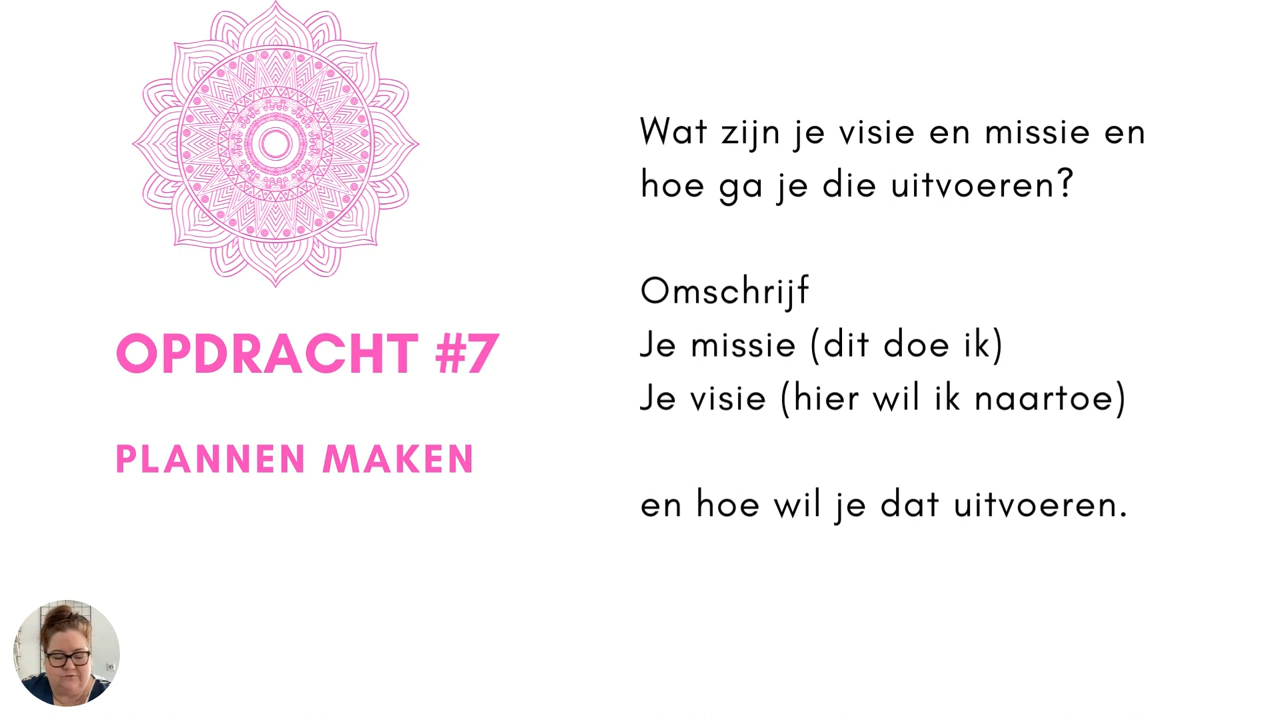 OPDRACHT #7
PLANNEN MAKEN
Wat zijn je visie en missie en
hoe ga je die uitvoeren?
Omschrijf
Je missie (dit doe ik)
Je visie (hier wil ik naartoe)
en hoe wil je dat uitvoeren.